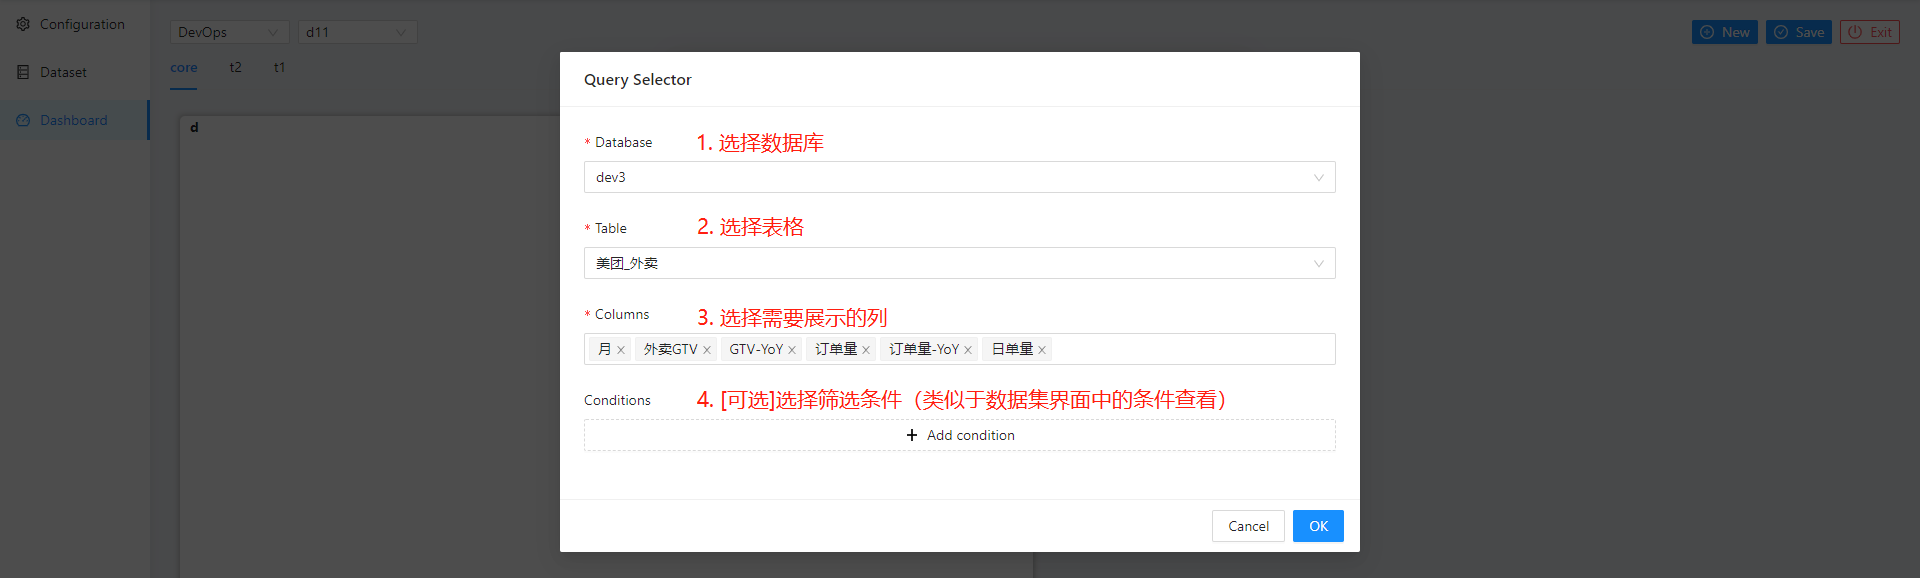 Configuration
Dataset
Dashboard
DevOps
d11
New
Save
Exit
core
t2
t1
d
Query Selector
* Database
1. 选择数据库
dev3
* Table
2. 选择表格
美团_外卖
* Columns
3. 选择需要展示的列
月 外卖GTV GTV-YoY 订单量 订单量-YoY 日单量
Conditions
4. [可选]选择筛选条件（类似于数据集界面中的条件查看）
Add condition
Cancel
OK